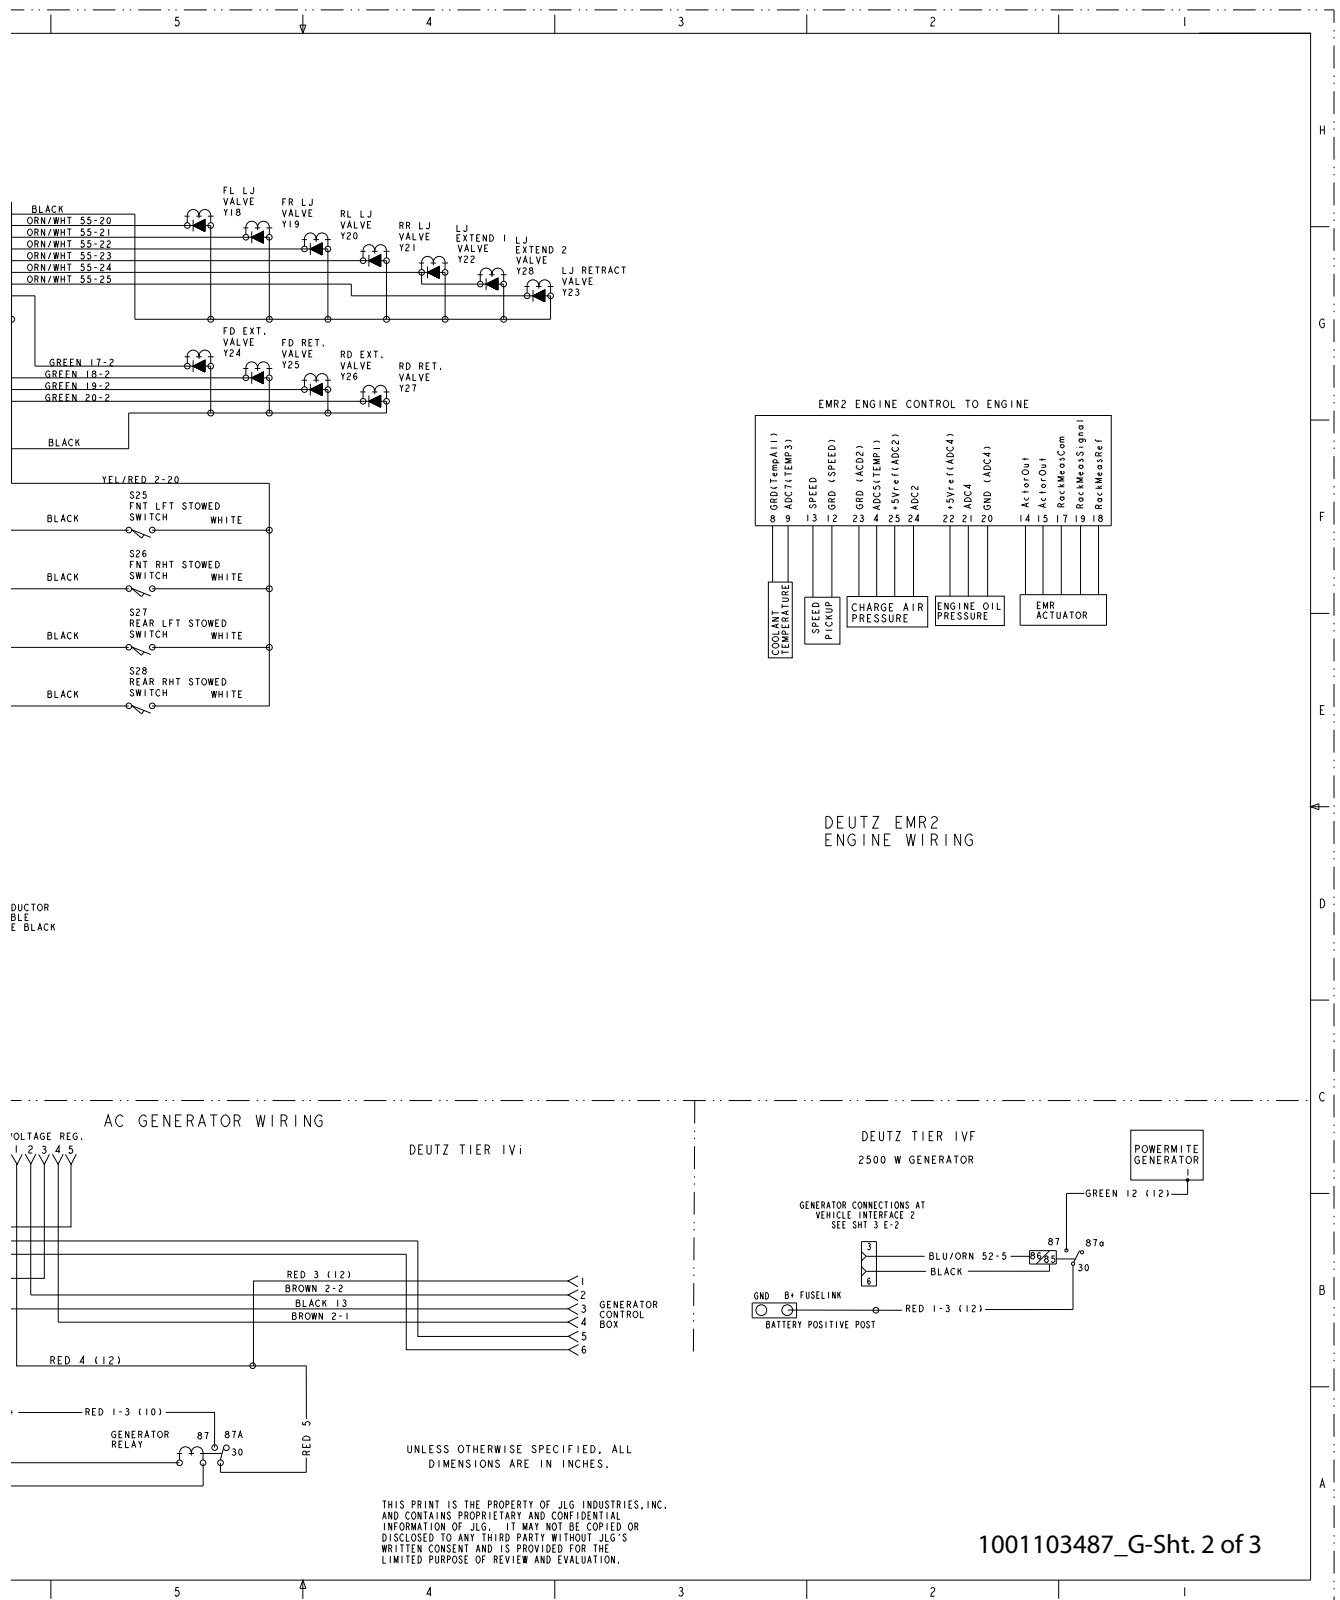 5 4 3 2 1
H
G
F
E
D
C
B
A
BLACK
ORN/WHT 55-20
ORN/WHT 55-21
ORN/WHT 55-22
ORN/WHT 55-23
ORN/WHT 55-24
ORN/WHT 55-25
FL LJ
VALVE
Y18
FR LJ
VALVE
Y19
RL LJ
VALVE
Y20
RR LJ
VALVE
Y21
LJ
EXTEND 1
VALVE
Y22
LJ
EXTEND 2
VALVE
Y28
LJ RETRACT
VALVE
Y23
FD EXT.
VALVE
Y24
FD RET.
VALVE
Y25
RD EXT.
VALVE
Y26
RD RET.
VALVE
Y27
GREEN 17-2
GREEN 18-2
GREEN 19-2
GREEN 20-2
BLACK
YEL/RED 2-20
S25
FNT LFT STOWED
SWITCH
BLACK
WHITE
S26
FNT RHT STOWED
SWITCH
BLACK
WHITE
S27
REAR LFT STOWED
SWITCH
BLACK
WHITE
S28
REAR RHT STOWED
SWITCH
BLACK
WHITE
EMR2 ENGINE CONTROL TO ENGINE
8 GRD(TempA11)
9 ADC7(TEMP3)
13 SPEED
12 GRD (SPEED)
23 GRD (ACD2)
4 ADC5(TEMP1)
25 +5Vref(ADC2)
24 ADC2
22 +5Vref(ADC4)
21 ADC4
20 GND (ADC4)
14 ActorOut
15 ActorOut
17 RackMeasCom
19 RackMeasSignal
18 RackMeasRef
COOLANT
TEMPERATURE
SPEED
PICKUP
CHARGE AIR
PRESSURE
ENGINE OIL
PRESSURE
EMR
ACTUATOR
DEUTZ EMR2
ENGINE WIRING
DUCTOR
BLE
E BLACK
AC GENERATOR WIRING
OLTAGE REG.
1 2 3 4 5
DEUTZ TIER IVi
RED 3 (12)
BROWN 2-2
BLACK 13
BROWN 2-1
1
2
3
4
5
6
GENERATOR
CONTROL
BOX
RED 4 (12)
RED 1-3 (10)
GENERATOR
RELAY
87 87A
30
RED 5
DEUTZ TIER IVF
2500 W GENERATOR
POWERMITE
GENERATOR
GREEN 12 (12)
GENERATOR CONNECTIONS AT
VEHICLE INTERFACE 2
SEE SHT 3 E-2
3
6
BLU/ORN 52-5
BLACK
86 85
87 87a
30
GND B+ FUSELINK
RED 1-3 (12)
BATTERY POSITIVE POST
UNLESS OTHERWISE SPECIFIED, ALL
DIMENSIONS ARE IN INCHES.
THIS PRINT IS THE PROPERTY OF JLG INDUSTRIES,INC.
AND CONTAINS PROPRIETARY AND CONFIDENTIAL
INFORMATION OF JLG. IT MAY NOT BE COPIED OR
DISCLOSED TO ANY THIRD PARTY WITHOUT JLG'S
WRITTEN CONSENT AND IS PROVIDED FOR THE
LIMITED PURPOSE OF REVIEW AND EVALUATION.
1001103487_G-Sht. 2 of 3
5 4 3 2 1